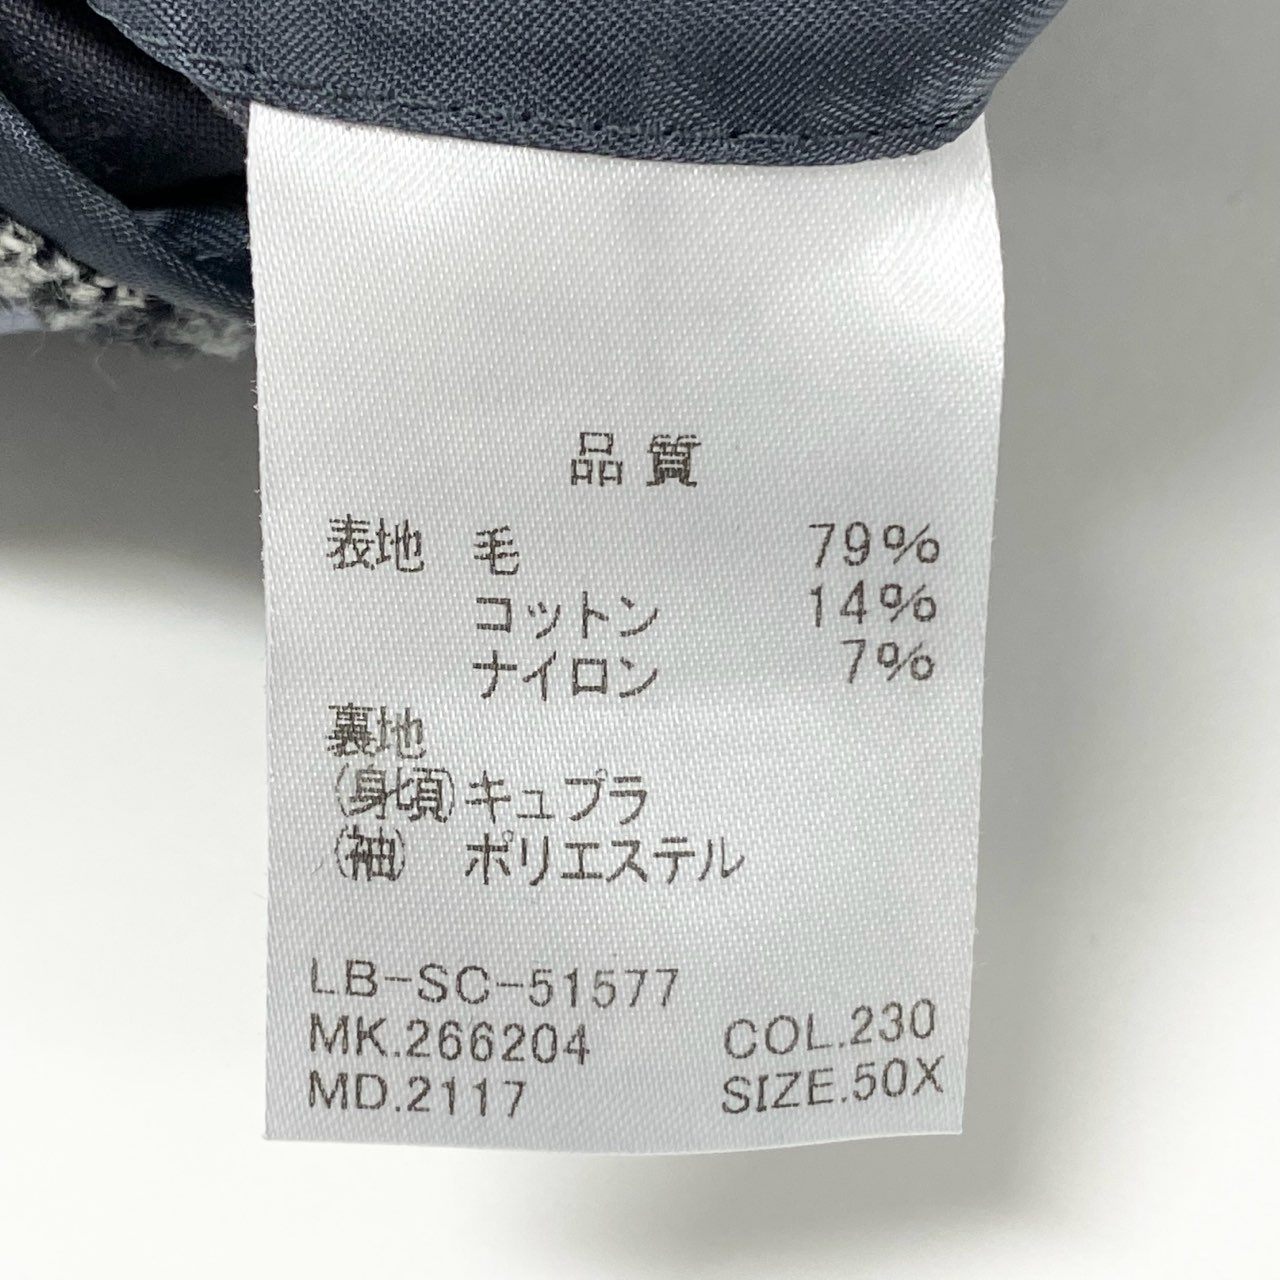 品質
表地 毛 79%
コットン 14%
ナイロン 7%
裏地
(身頃)キュプラ
(袖) ポリエステル
LB-SC-51577
MK.266204 COL.230
MD.2117 SIZE.50X